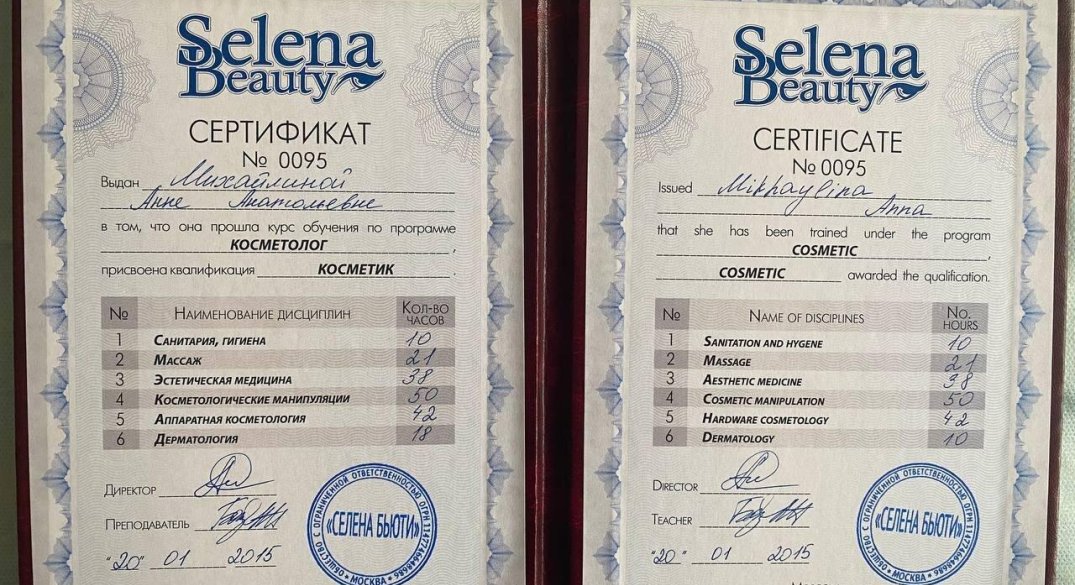 Selena
Beauty
СЕРТИФИКАТ
№ 0095
Выдан Михайлиной
Анне Анатольевне
в том, что она прошла курс обучения по программе
КОСМЕТОЛОГ,
присвоена квалификация КОСМЕТИК.
№ Наименование дисциплин Кол-во часов
1 Санитария, гигиена 10
2 Массаж 21
3 Эстетическая медицина 38
4 Косметологические манипуляции 50
5 Аппаратная косметология 42
6 Дерматология 18
Директор
Преподаватель
"20" 01 2015
ОБЩЕСТВО С ОГРАНИЧЕННОЙ ОТВЕТСТВЕННОСТЬЮ
«СЕЛЕНА БЬЮТИ»
МОСКВА
Selena
Beauty
CERTIFICATE
№ 0095
Issued Mikhaylina
Anna
that she has been trained under the program
COSMETIC,
COSMETIC awarded the qualification.
№ Name of disciplines No. hours
1 Sanitation and hygene 10
2 Massage 21
3 Aesthetic medicine 38
4 Cosmetic manipulation 50
5 Hardware cosmetology 42
6 Dermatology 10
Director
Teacher
"20" 01 2015
ОБЩЕСТВО С ОГРАНИЧЕННОЙ ОТВЕТСТВЕННОСТЬЮ
«СЕЛЕНА БЬЮТИ»
МОСКВА